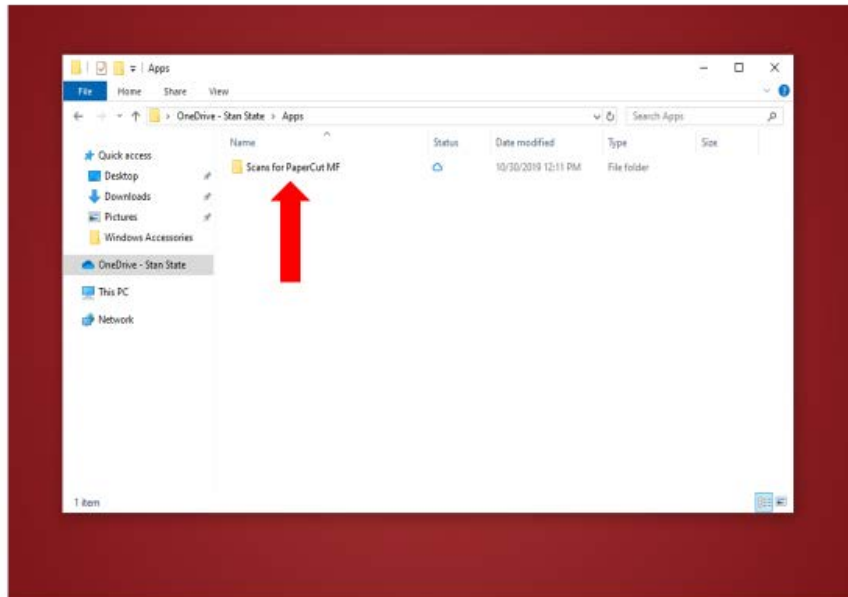 Apps
File Home Share View
OneDrive - Stan State > Apps
Search Apps
Name Status Date modified Type Size
Quick access
Scans for PaperCut MF 10/30/2019 12:11 PM File folder
Desktop
Downloads
Pictures
Windows Accessories
OneDrive - Stan State
This PC
Network
1 item